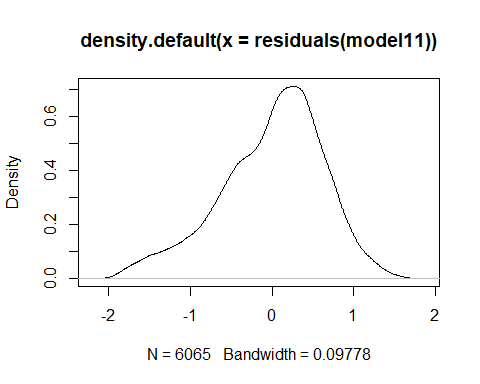 density.default(x = residuals(model11))
Density
0.6
0.4
0.2
0.0
-2 -1 0 1 2
N = 6065 Bandwidth = 0.09778